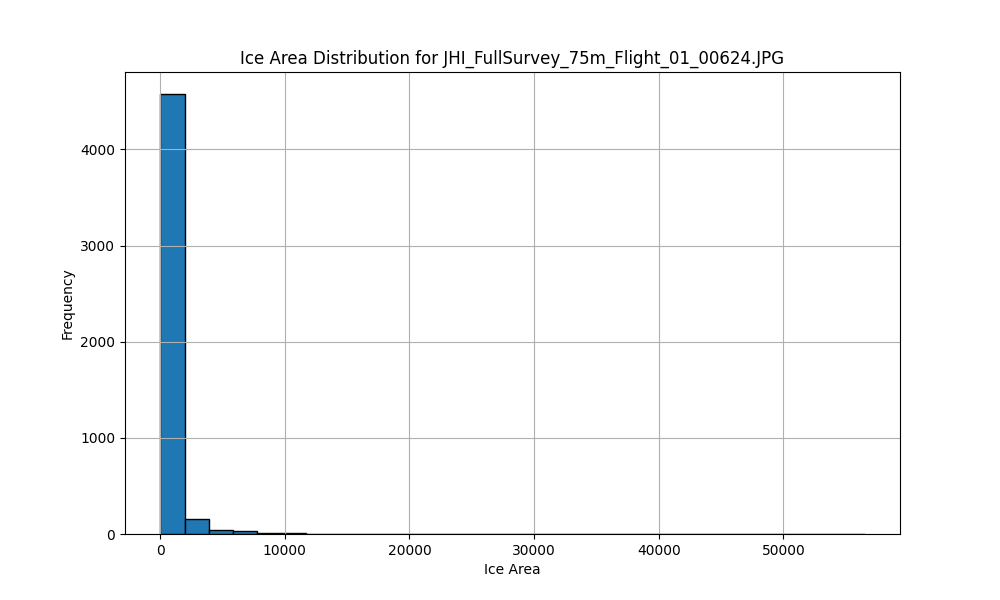 Ice Area Distribution for JHI_FullSurvey_75m_Flight_01_00624.JPG
4000
3000
2000
1000
0
Frequency
0 10000 20000 30000 40000 50000
Ice Area